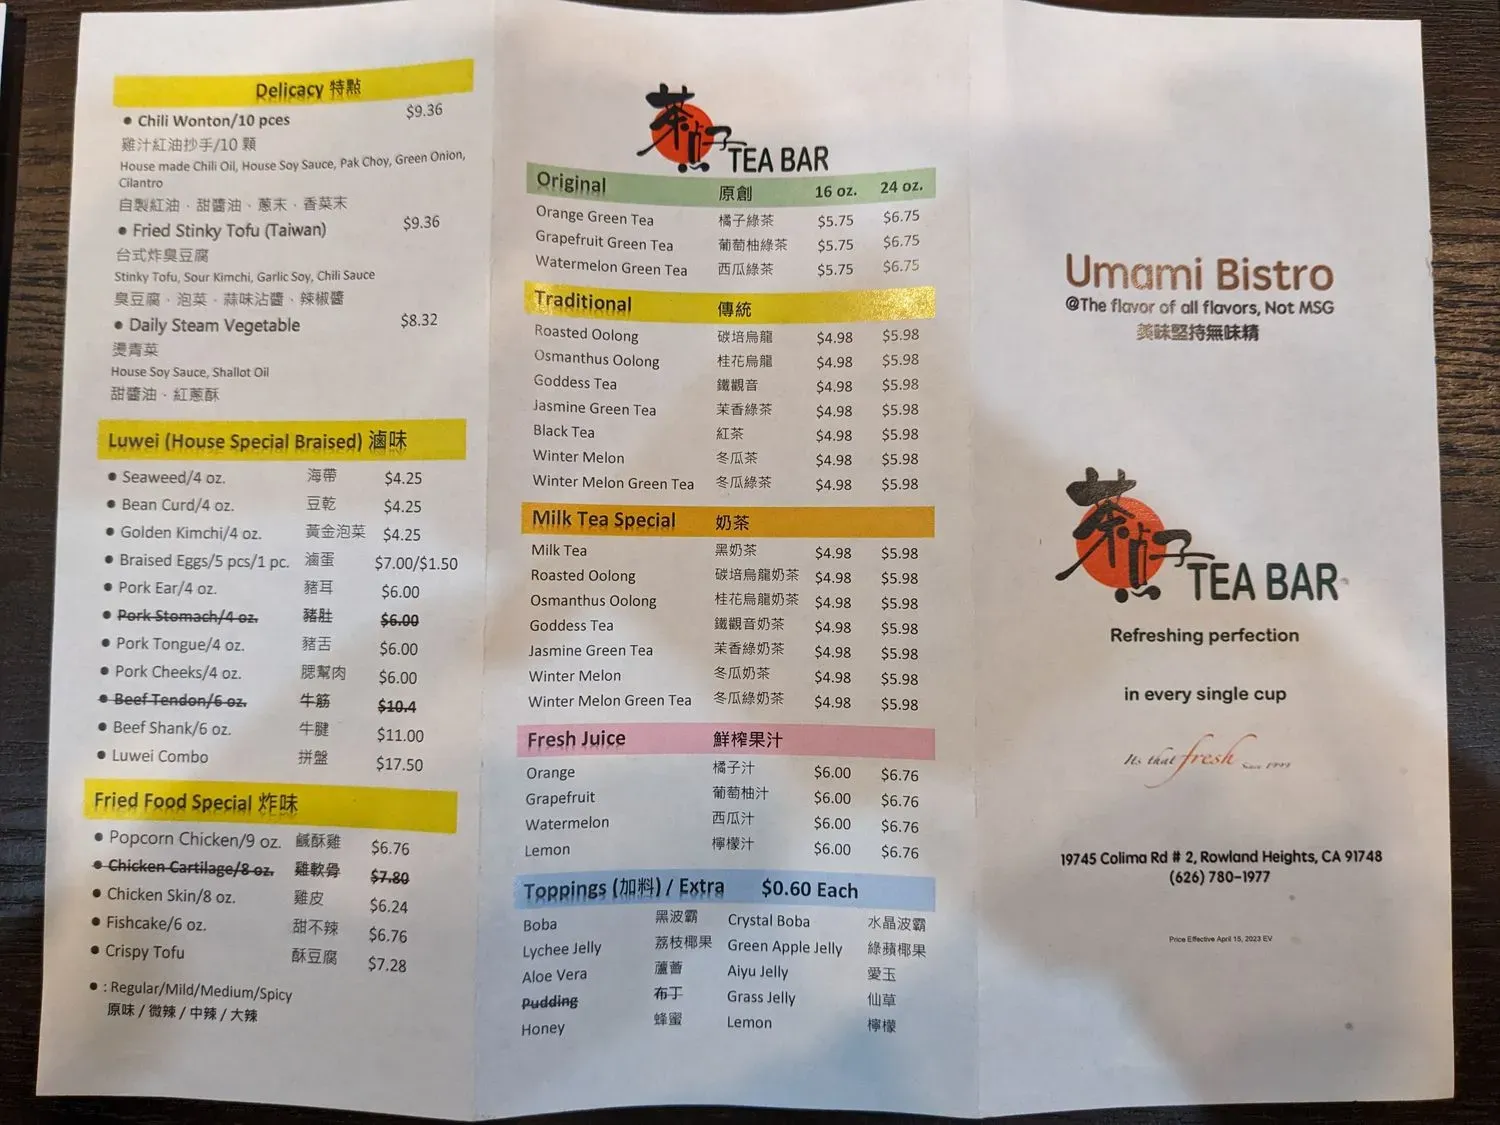 Delicacy 特點
• Chili Wonton/10 pces $9.36
雞汁紅油抄手/10 顆
House made Chili Oil, House Soy Sauce, Pak Choy, Green Onion,
Cilantro
自製紅油、甜醬油、蔥末、香菜末
• Fried Stinky Tofu (Taiwan) $9.36
台式炸臭豆腐
Stinky Tofu, Sour Kimchi, Garlic Soy, Chili Sauce
臭豆腐、泡菜、蒜味沾醬、辣椒醬
• Daily Steam Vegetable $8.32
燙青菜
House Soy Sauce, Shallot Oil
甜醬油、紅蔥酥
Luwei (House Special Braised) 滷味
• Seaweed/4 oz. 海帶 $4.25
• Bean Curd/4 oz. 豆乾 $4.25
• Golden Kimchi/4 oz. 黃金泡菜 $4.25
• Braised Eggs/5 pcs/1 pc. 滷蛋 $7.00/$1.50
• Pork Ear/4 oz. 豬耳 $6.00
• Pork Stomach/4 oz. 豬肚 $6.00
• Pork Tongue/4 oz. 豬舌 $6.00
• Pork Cheeks/4 oz. 腮幫肉 $6.00
• Beef Tendon/6 oz. 牛筋 $10.4
• Beef Shank/6 oz. 牛腱 $11.00
• Luwei Combo 拼盤 $17.50
Fried Food Special 炸味
• Popcorn Chicken/9 oz. 鹹酥雞 $6.76
• Chicken Cartilage/8 oz. 雞軟骨 $7.80
• Chicken Skin/8 oz. 雞皮 $6.24
• Fishcake/6 oz. 甜不辣 $6.76
• Crispy Tofu 酥豆腐 $7.28
• : Regular/Mild/Medium/Spicy
原味 / 微辣 / 中辣 / 大辣
茶點子 TEA BAR
Original 原創 16 oz. 24 oz.
Orange Green Tea 橘子綠茶 $5.75 $6.75
Grapefruit Green Tea 葡萄柚綠茶 $5.75 $6.75
Watermelon Green Tea 西瓜綠茶 $5.75 $6.75
Traditional 傳統
Roasted Oolong 碳培烏龍 $4.98 $5.98
Osmanthus Oolong 桂花烏龍 $4.98 $5.98
Goddess Tea 鐵觀音 $4.98 $5.98
Jasmine Green Tea 茉香綠茶 $4.98 $5.98
Black Tea 紅茶 $4.98 $5.98
Winter Melon 冬瓜茶 $4.98 $5.98
Winter Melon Green Tea 冬瓜綠茶 $4.98 $5.98
Milk Tea Special 奶茶
Milk Tea 黑奶茶 $4.98 $5.98
Roasted Oolong 碳培烏龍奶茶 $4.98 $5.98
Osmanthus Oolong 桂花烏龍奶茶 $4.98 $5.98
Goddess Tea 鐵觀音奶茶 $4.98 $5.98
Jasmine Green Tea 茉香綠奶茶 $4.98 $5.98
Winter Melon 冬瓜奶茶 $4.98 $5.98
Winter Melon Green Tea 冬瓜綠奶茶 $4.98 $5.98
Fresh Juice 鮮榨果汁
Orange 橘子汁 $6.00 $6.76
Grapefruit 葡萄柚汁 $6.00 $6.76
Watermelon 西瓜汁 $6.00 $6.76
Lemon 檸檬汁 $6.00 $6.76
Toppings (加料) / Extra $0.60 Each
Boba 黑波霸 Crystal Boba 水晶波霸
Lychee Jelly 荔枝椰果 Green Apple Jelly 綠蘋椰果
Aloe Vera 蘆薈 Aiyu Jelly 愛玉
Pudding 布丁 Grass Jelly 仙草
Honey 蜂蜜 Lemon 檸檬
Umami Bistro
@The flavor of all flavors, Not MSG
美味堅持無味精
茶點子 TEA BAR
Refreshing perfection
in every single cup
Its that fresh Since 1999
19745 Colima Rd # 2, Rowland Heights, CA 91748
(626) 780-1977
Price Effective April 15, 2023 EV